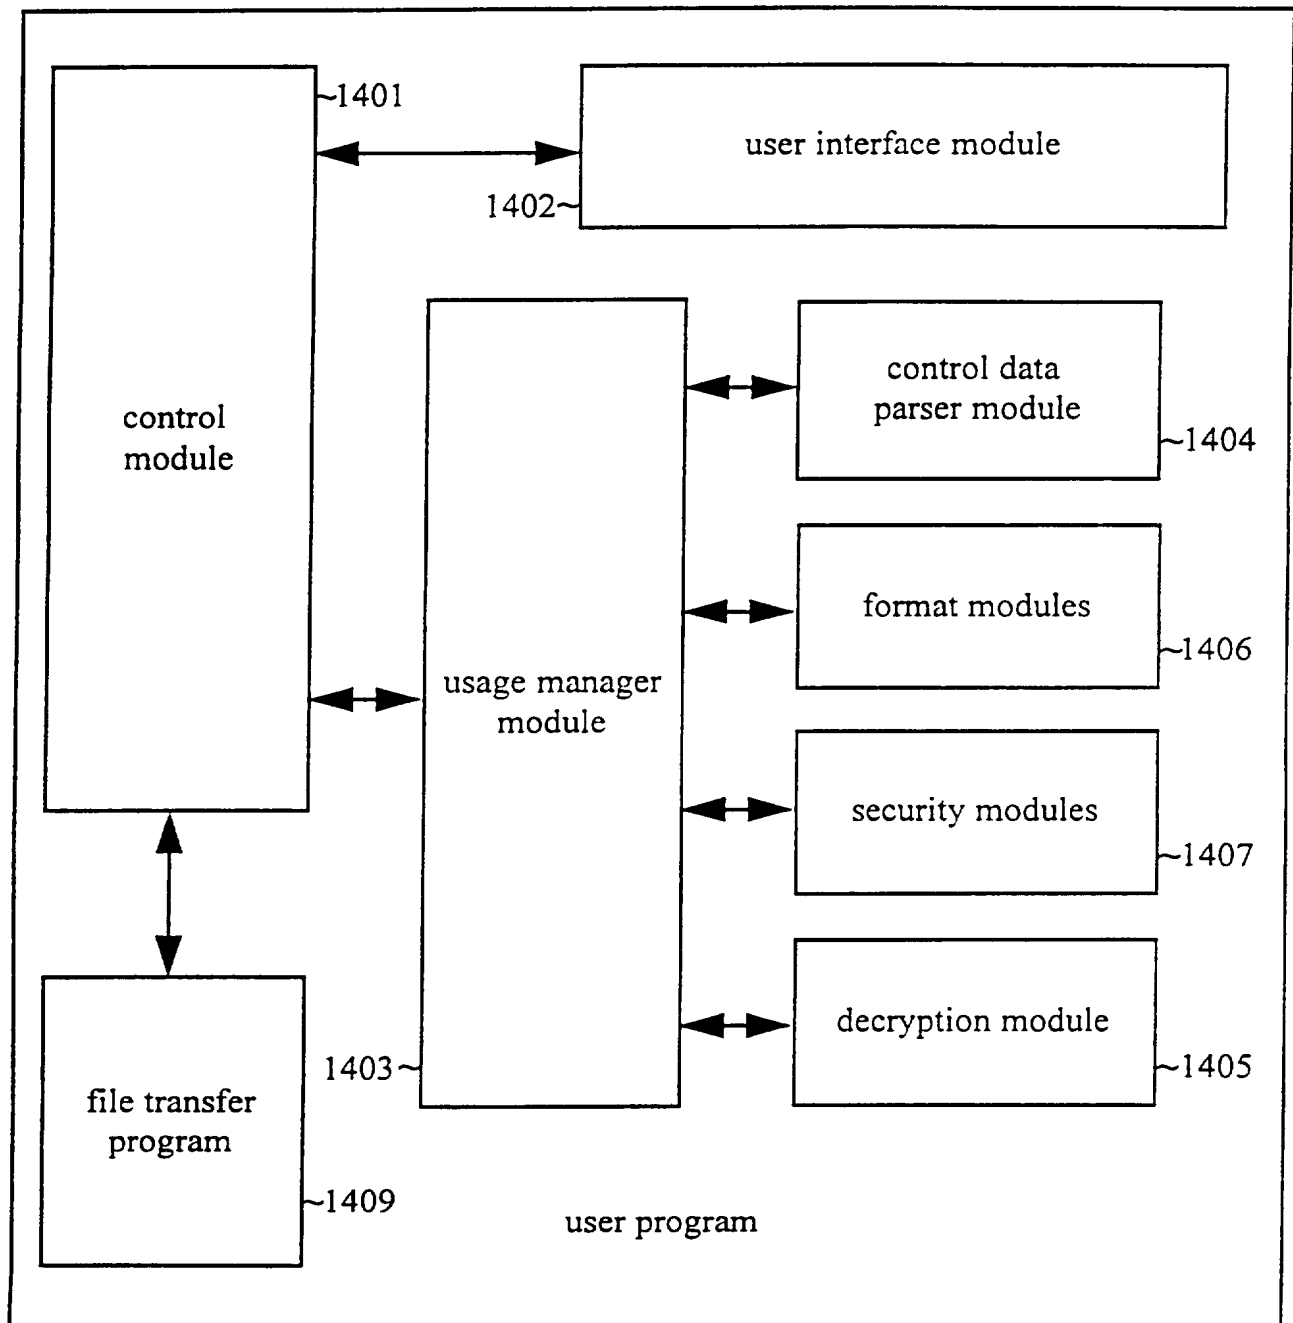 1401
user interface module
1402
control data
parser module
1404
control
module
format modules
1406
usage manager
module
security modules
1407
decryption module
1403
1405
file transfer
program
1409
user program